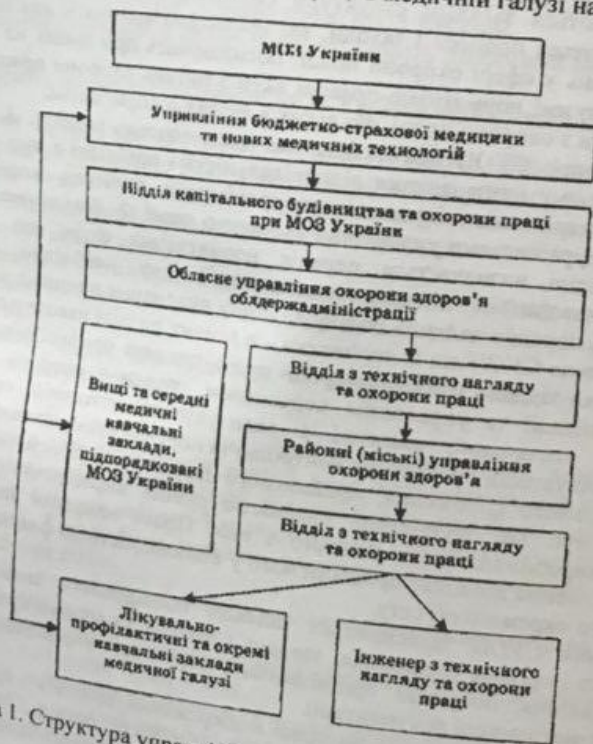 медичній галузі на
МОЗ України
Управління бюджетно-страхової медицини
та нових медичних технологій
Відділ капітального будівництва та охорони праці
при МОЗ України
Обласне управління охорони здоров'я
облдержадміністрації
Вищі та середні
медичні
навчальні
заклади,
підпорадковані
МОЗ України
Відділ з технічного нагляду
та охорони праці
Районні (міські) управління
охорони здоров'я
Відділ з технічного нагляду
та охорони праці
Лікувально-
профілактичні та окремі
навчальні заклади
медичної галузі
Інженер з технічного
нагляду та охорони
праці
1. Структура